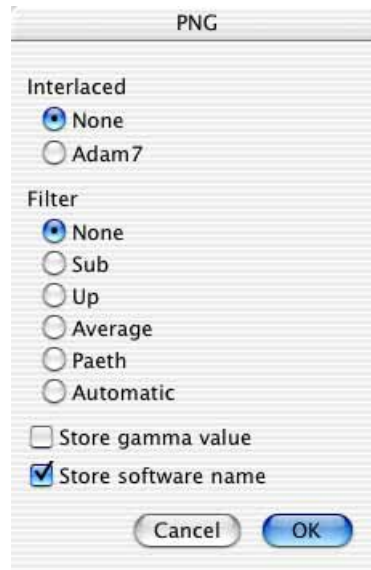 PNG
Interlaced
None
Adam7
Filter
None
Sub
Up
Average
Paeth
Automatic
Store gamma value
Store software name
Cancel OK